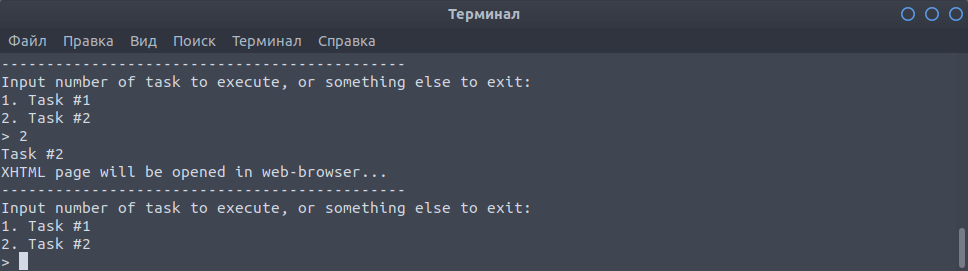 Терминал
Файл Правка Вид Поиск Терминал Справка
---------------------------------------------
Input number of task to execute, or something else to exit:
1. Task #1
2. Task #2
> 2
Task #2
XHTML page will be opened in web-browser...
---------------------------------------------
Input number of task to execute, or something else to exit:
1. Task #1
2. Task #2
>